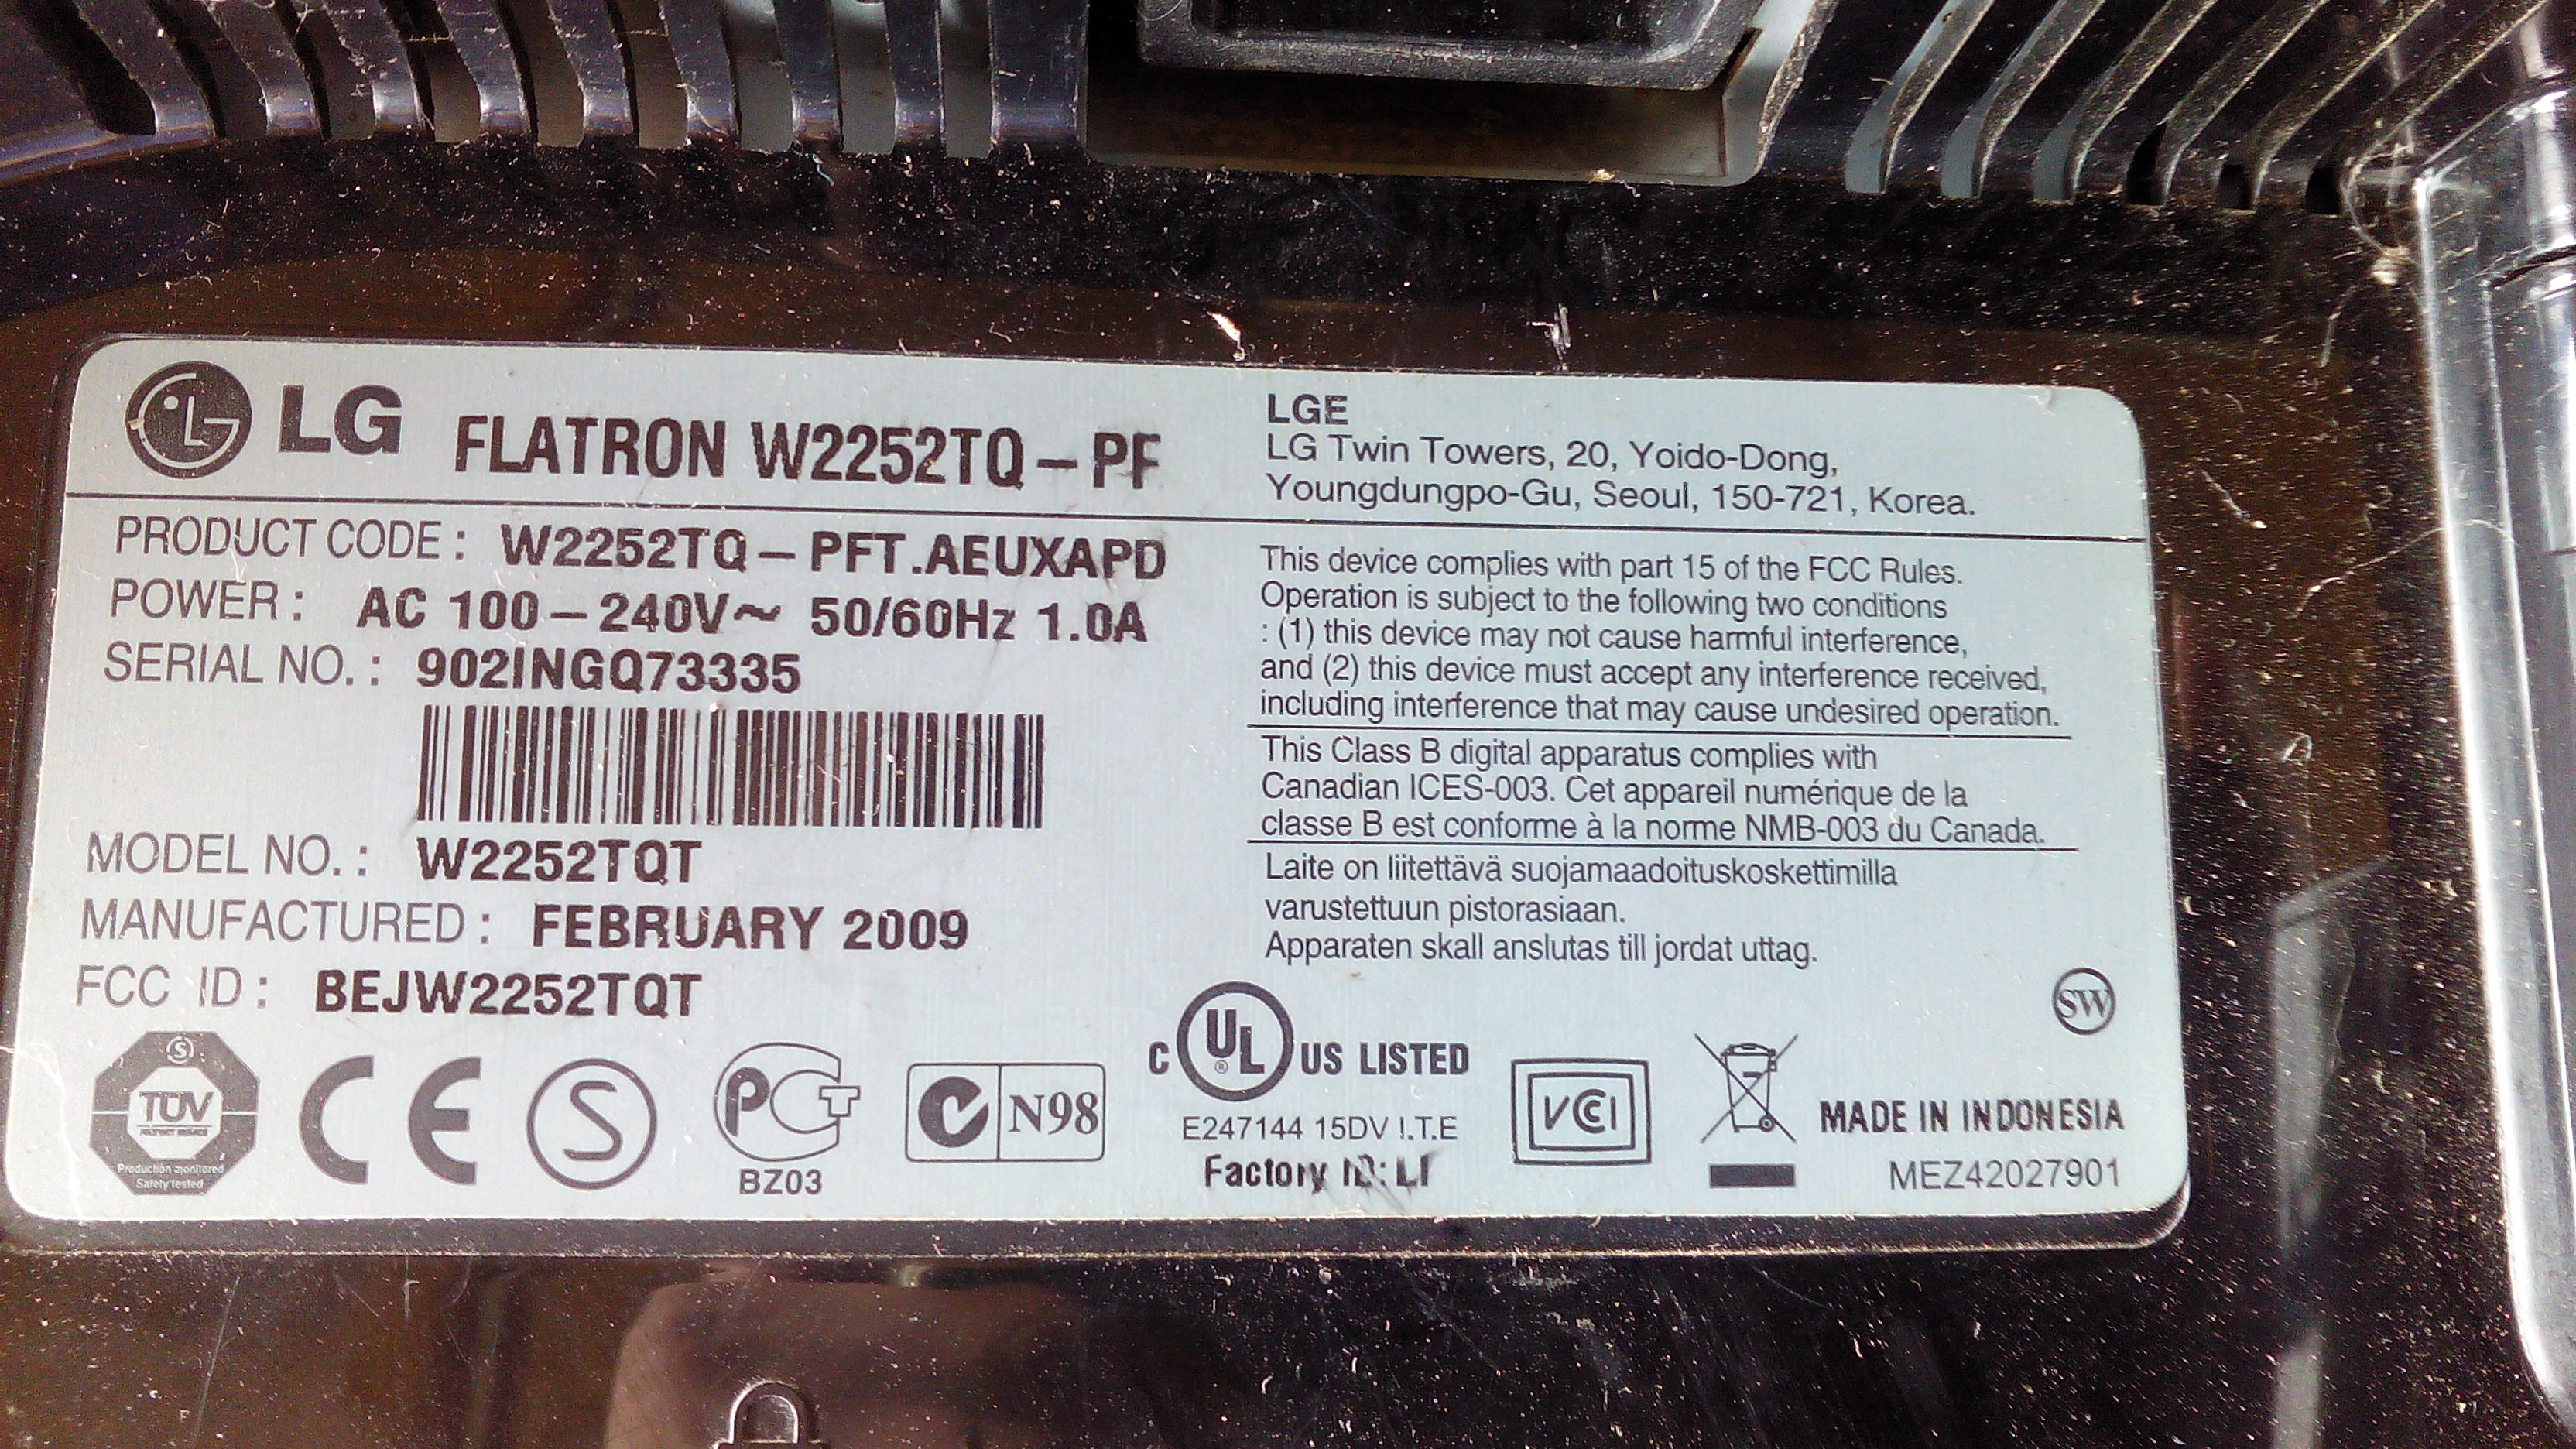 LG FLATRON W2252TQ – PF
LGE
LG Twin Towers, 20, Yoido-Dong,
Youngdungpo-Gu, Seoul, 150-721, Korea.
PRODUCT CODE : W2252TQ – PFT.AEUXAPD
POWER : AC 100 – 240V~ 50/60Hz 1.0A
SERIAL NO. : 902INGQ73335
MODEL NO. : W2252TQT
MANUFACTURED : FEBRUARY 2009
FCC ID : BEJW2252TQT
This device complies with part 15 of the FCC Rules.
Operation is subject to the following two conditions
: (1) this device may not cause harmful interference,
and (2) this device must accept any interference received,
including interference that may cause undesired operation.
This Class B digital apparatus complies with
Canadian ICES-003. Cet appareil numérique de la
classe B est conforme à la norme NMB-003 du Canada.
Laite on liitettävä suojamaadoituskoskettimilla
varustettuun pistorasiaan.
Apparaten skall anslutas till jordat uttag.
SW
S
TÜV
PRODUCT SERVICE
Production monitored
Safety tested
CE
S
PCT
BZ03
N98
C UL ® US LISTED
E247144 15DV I.T.E
Factory ID: LI
VCCI
MADE IN INDONESIA
MEZ42027901